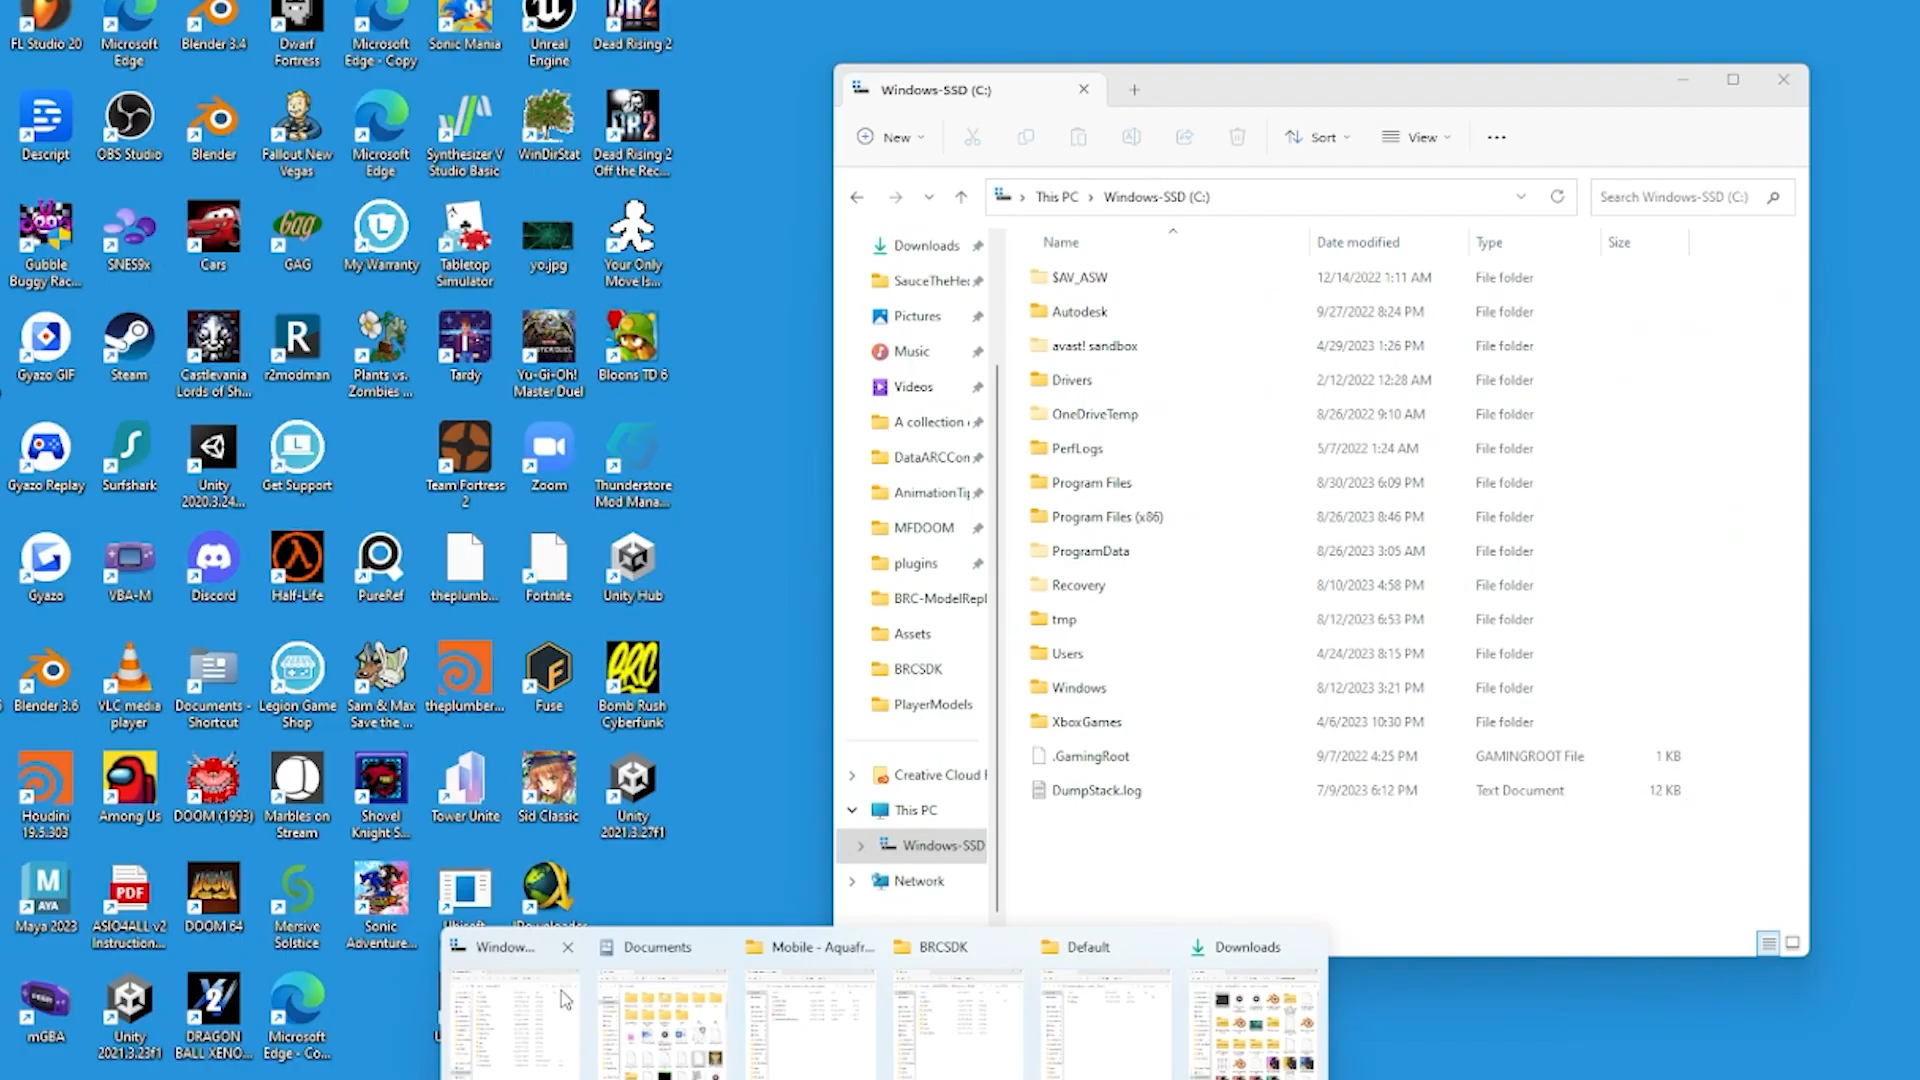 FL Studio 20
Microsoft
Edge
Blender 3.4
Dwarf
Fortress
Microsoft
Edge - Copy
Sonic Mania
Unreal
Engine
Dead Rising 2
Descript
OBS Studio
Blender
Fallout New
Vegas
Microsoft
Edge
Synthesizer V
Studio Basic
WinDirStat
Dead Rising 2
Off the Rec...
Gubble
Buggy Rac...
SNES9x
Cars
GAG
My Warranty
Tabletop
Simulator
yo.jpg
Your Only
Move Is...
Gyazo GIF
Steam
Castlevania
Lords of Sh...
r2modman
Plants vs.
Zombies ...
Tardy
Yu-Gi-Oh!
Master Duel
Bloons TD 6
Gyazo Replay
Surfshark
Unity
2020.3.24...
Get Support
Team Fortress
2
Zoom
Thunderstore
Mod Mana...
Gyazo
VBA-M
Discord
Half-Life
PureRef
theplumb...
Fortnite
Unity Hub
Blender 3.6
VLC media
player
Documents -
Shortcut
Legion Game
Shop
Sam & Max
Save the ...
theplumber...
Fuse
Bomb Rush
Cyberfunk
Houdini
19.5.303
Among Us
DOOM (1993)
Marbles on
Stream
Shovel
Knight S...
Tower Unite
Sid Classic
Unity
2021.3.27f1
Maya 2023
ASIO4ALL v2
Instruction...
DOOM 64
Mersive
Solstice
Sonic
Adventure...
mGBA
Unity
2021.3.23f1
DRAGON
BALL XENO...
Microsoft
Edge - Co...
Windows-SSD (C:)
New
Sort
View
This PC
Windows-SSD (C:)
Search Windows-SSD (C:)
Downloads
SauceTheHe
Pictures
Music
Videos
A collection
DataARCCon
AnimationTi
MFDOOM
plugins
BRC-ModelRepl
Assets
BRCSDK
PlayerModels
Creative Cloud F
This PC
Windows-SSD
Network
Name Date modified Type Size
$AV_ASW 12/14/2022 1:11 AM File folder
Autodesk 9/27/2022 8:24 PM File folder
avast! sandbox 4/29/2023 1:26 PM File folder
Drivers 2/12/2022 12:28 AM File folder
OneDriveTemp 8/26/2022 9:10 AM File folder
PerfLogs 5/7/2022 1:24 AM File folder
Program Files 8/30/2023 6:09 PM File folder
Program Files (x86) 8/26/2023 8:46 PM File folder
ProgramData 8/26/2023 3:05 AM File folder
Recovery 8/10/2023 4:58 PM File folder
tmp 8/12/2023 6:53 PM File folder
Users 4/24/2023 8:15 PM File folder
Windows 8/12/2023 3:21 PM File folder
XboxGames 4/6/2023 10:30 PM File folder
.GamingRoot 9/7/2022 4:25 PM GAMINGROOT File 1 KB
DumpStack.log 7/9/2023 6:12 PM Text Document 12 KB
Window...
Documents
Mobile - Aquafr...
BRCSDK
Default
Downloads